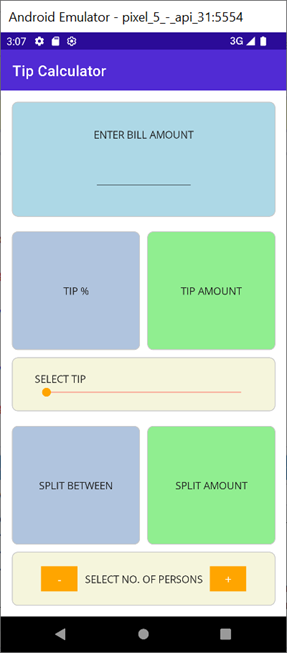 Android Emulator - pixel_5_-_api_31:5554
3:07 3G
Tip Calculator
ENTER BILL AMOUNT
TIP % TIP AMOUNT
SELECT TIP
SPLIT BETWEEN SPLIT AMOUNT
- SELECT NO. OF PERSONS +